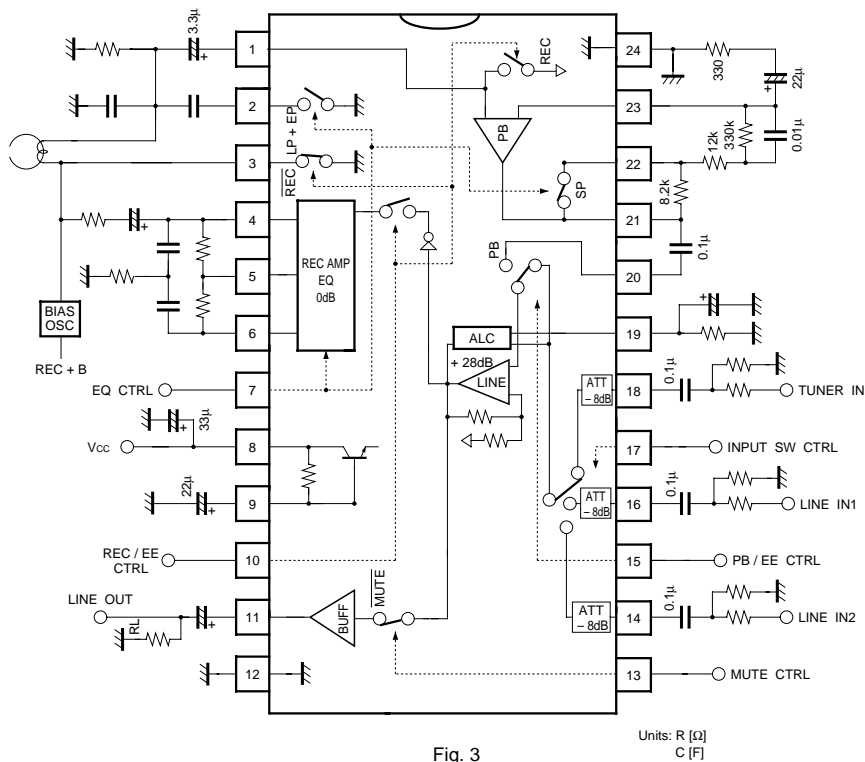 3.3μ
+
1
2
3
4
5
6
7
8
9
10
11
12
BIAS
OSC
REC + B
EQ CTRL
33μ
+
Vcc
22μ
+
REC / EE
CTRL
LINE OUT
RL
+
LP + EP
REC
REC AMP
EQ
0dB
REC
PB
SP
PB
ALC
+ 28dB
LINE
ATT
– 8dB
ATT
– 8dB
ATT
– 8dB
MUTE
BUFF
24
23
22
21
20
19
18
17
16
15
14
13
330
22μ
+
12k
330k
0.01μ
8.2k
0.1μ
+
0.1μ
TUNER IN
INPUT SW CTRL
0.1μ
LINE IN1
PB / EE CTRL
0.1μ
LINE IN2
MUTE CTRL
Units: R [Ω]
C [F]
Fig. 3